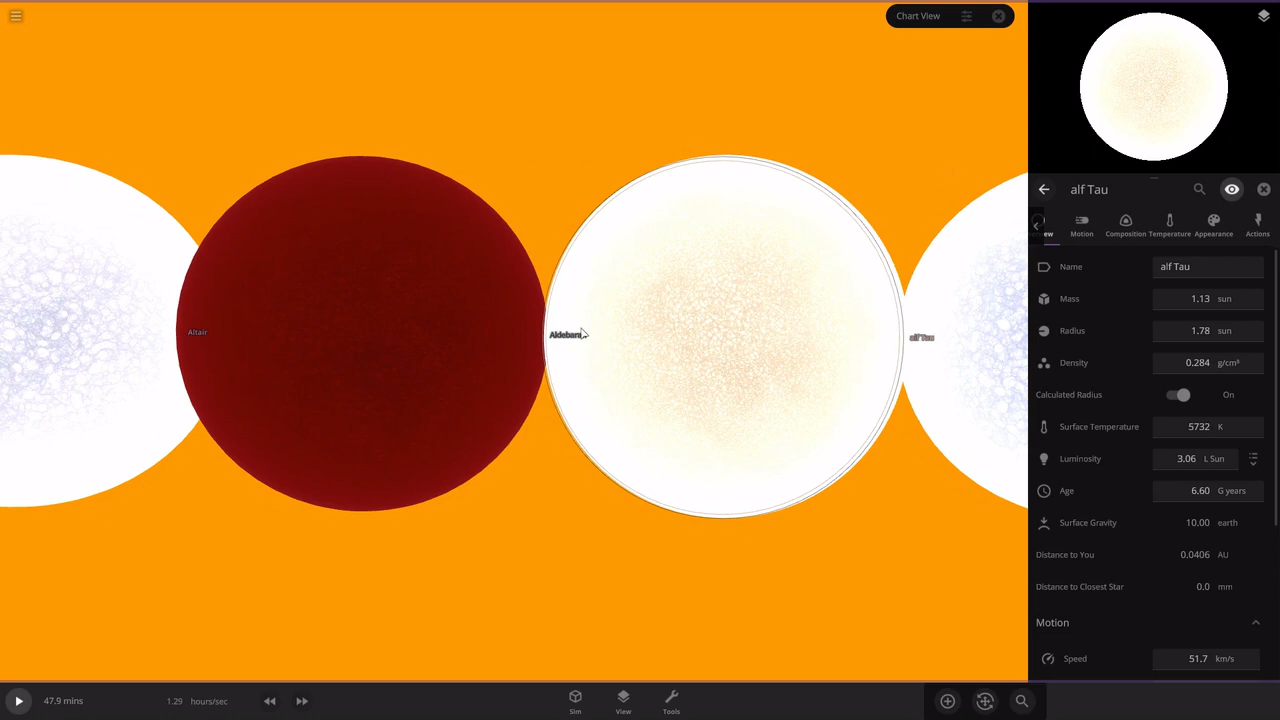 Chart View
alf Tau
ew
Motion
Composition
Temperature
Appearance
Actions
Name
alf Tau
Mass
1.13 sun
Radius
1.78 sun
Density
0.284 g/cm³
Calculated Radius
On
Surface Temperature
5732 K
Luminosity
3.06 L Sun
Age
6.60 G years
Surface Gravity
10.00 earth
Distance to You
0.0406 AU
Distance to Closest Star
0.0 mm
Motion
Speed
51.7 km/s
Altair
Aldebara
alf Tau
47.9 mins
1.29 hours/sec
Sim
View
Tools